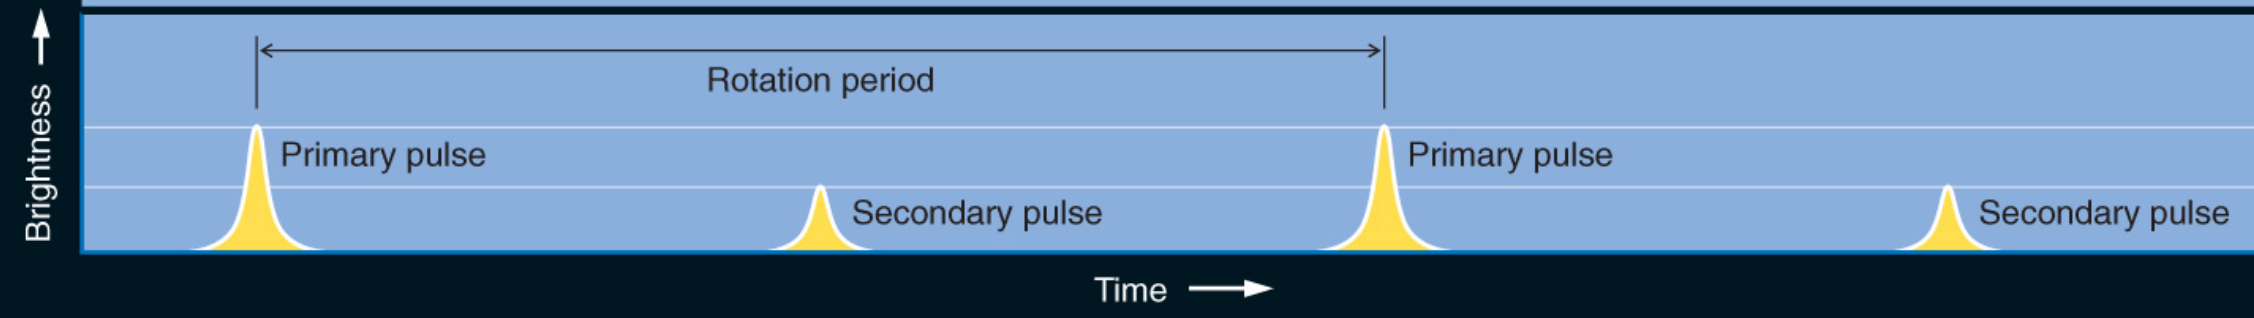 Brightness
Rotation period
Primary pulse
Primary pulse
Secondary pulse
Secondary pulse
Time